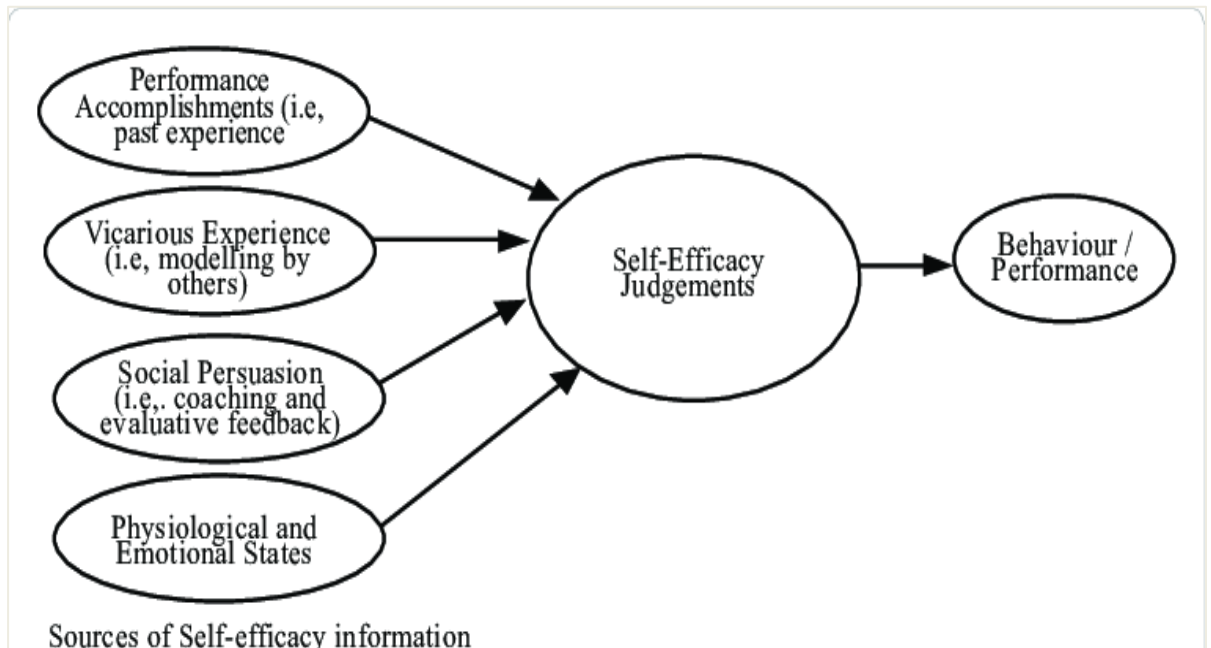 Performance
Accomplishments (i.e,
past experience
Vicarious Experience
(i.e, modelling by
others)
Social Persuasion
(i.e,. coaching and
evaluative feedback)
Physiological and
Emotional States
Self-Efficacy
Judgements
Behaviour /
Performance
Sources of Self-efficacy information